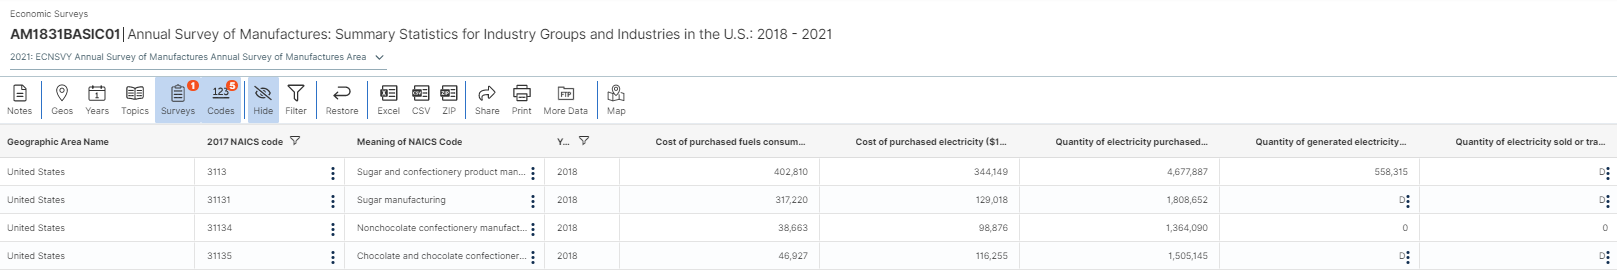 Economic Surveys
AM1831BASIC01 | Annual Survey of Manufactures: Summary Statistics for Industry Groups and Industries in the U.S.: 2018 - 2021
2021: ECNSVY Annual Survey of Manufactures Annual Survey of Manufactures Area
1 5
Notes Geos Years Topics Surveys Codes Hide Filter Restore Excel CSV ZIP Share Print More Data Map
Geographic Area Name 2017 NAICS code Meaning of NAICS Code Y... Cost of purchased fuels consum... Cost of purchased electricity ($1... Quantity of electricity purchased... Quantity of generated electricity... Quantity of electricity sold or tra...
United States 3113 Sugar and confectionery product man... 2018 402,810 344,149 4,677,887 558,315 D
United States 31131 Sugar manufacturing 2018 317,220 129,018 1,808,652 D D
United States 31134 Nonchocolate confectionery manufact... 2018 38,663 98,876 1,364,090 0 0
United States 31135 Chocolate and chocolate confectioner... 2018 46,927 116,255 1,505,145 D D